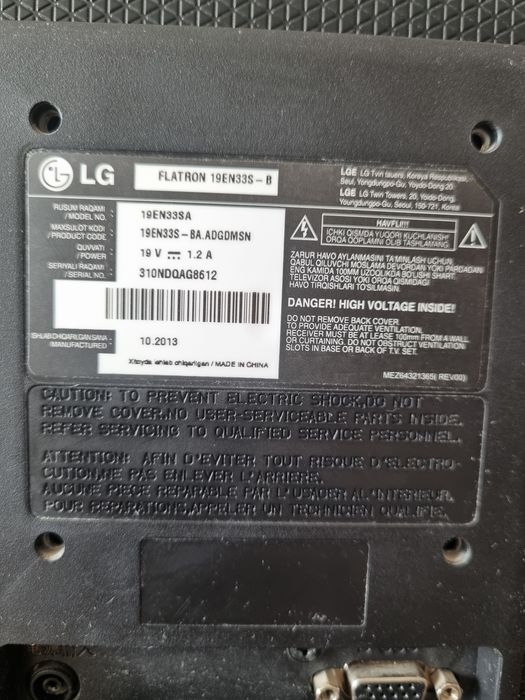 LG
FLATRON 19EN33S-B
LGE LG Twin tauers, Koreya Respublikasi,
Seul, Yongdungpo-Gu, Yoydo-Dong 20.
LGE LG Twin Towers, 20, Yoido-Dong,
Youngdungpo-Gu, Seoul, 150-721, Korea
RUSUM RAQAMI
/MODEL NO.
19EN33SA
MAXSULOT KODI
/PRODUCT CODE
19EN33S-BA.ADGDMSN
QUVVATI
/POWER
19 V 1.2 A
SERIYALI RAQAMI
/SERIAL NO.
310NDQAG8612
ISHLAB CHIQARILGAN SANA
/MANUFACTURED
10.2013
Xitoyda ishlab chiqarilgan / MADE IN CHINA
HAVFLI!!!
ICHKI QISMDA YUQORI KUCHLANISH!
ORQA QOPLAMNI OLIB TASHLAMANG.
ZARUR HAVO AYLANMASINI TA'MINLASH UCHUN,
QABUL QILUVCHI MOSLAMA DEVORDAN YOKI PARDADAN
ENG KAMIDA 100MM UZOQLIKDA BO'LISHI SHART.
TELEVIZOR ASOSI YOKI ORQA QISMIDAGI
HAVO TIRQISHLARI TO'SILMASIN.
DANGER! HIGH VOLTAGE INSIDE!
DO NOT REMOVE BACK COVER
TO PROVIDE ADEQUATE VENTILATION,
RECEIVER MUST BE AT LEASE 100mm FROM A WALL
OR CURTAINING. DO NOT OBSTRUCT VENTILATION
SLOTS IN BASE OR BACK OF T.V. SET.
MEZ64321365( REV.00)
CAUTION: TO PREVENT ELECTRIC SHOCK,DO NOT
REMOVE COVER.NO USER-SERVICEABLE PARTS INSIDE.
REFER SERVICING TO QUALIFIED SERVICE PERSONNEL.
ATTENTION: AFIN D'EVITER TOUT RISQUE D'ELECTRO-
CUTION,NE PAS ENLEVER L'ARRIERE.
AUCUNE PIECE REPARABLE PAR L'USAGER AL'INTERIEUR.
POUR REPARATIONS,APPELER UN TECHNICIEN QUALIFIE.